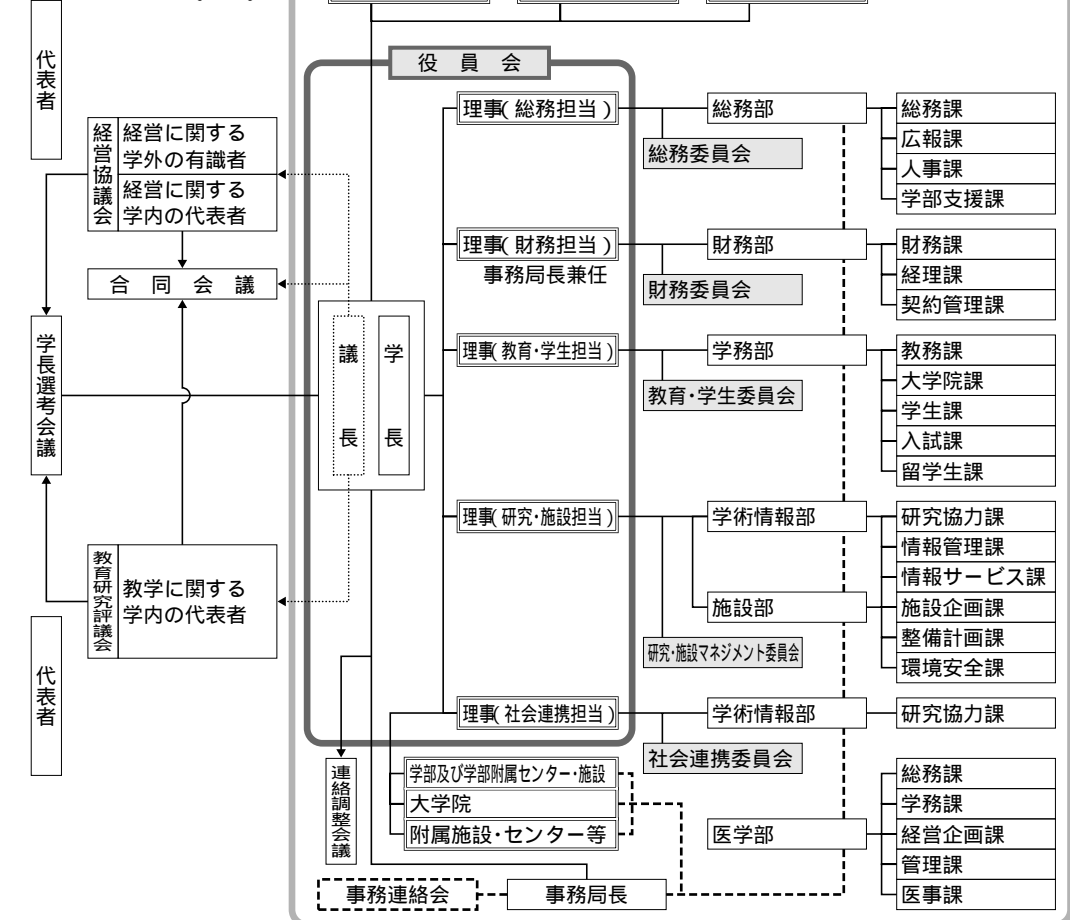 代表者
役員会
経営協議会
経営に関する
学外の有識者
経営に関する
学内の代表者
合同会議
学長選考会議
議長
学長
教育研究評議会
教学に関する
学内の代表者
代表者
連絡調整会議
理事(総務担当)
総務委員会
総務部
総務課
広報課
人事課
学部支援課
理事(財務担当)
事務局長兼任
財務委員会
財務部
財務課
経理課
契約管理課
理事(教育・学生担当)
教育・学生委員会
学務部
教務課
大学院課
学生課
入試課
留学生課
理事(研究・施設担当)
研究・施設マネジメント委員会
学術情報部
施設部
研究協力課
情報管理課
情報サービス課
施設企画課
整備計画課
環境安全課
理事(社会連携担当)
社会連携委員会
学術情報部
研究協力課
学部及び学部附属センター・施設
大学院
附属施設・センター等
医学部
総務課
学務課
経営企画課
管理課
医事課
事務連絡会
事務局長